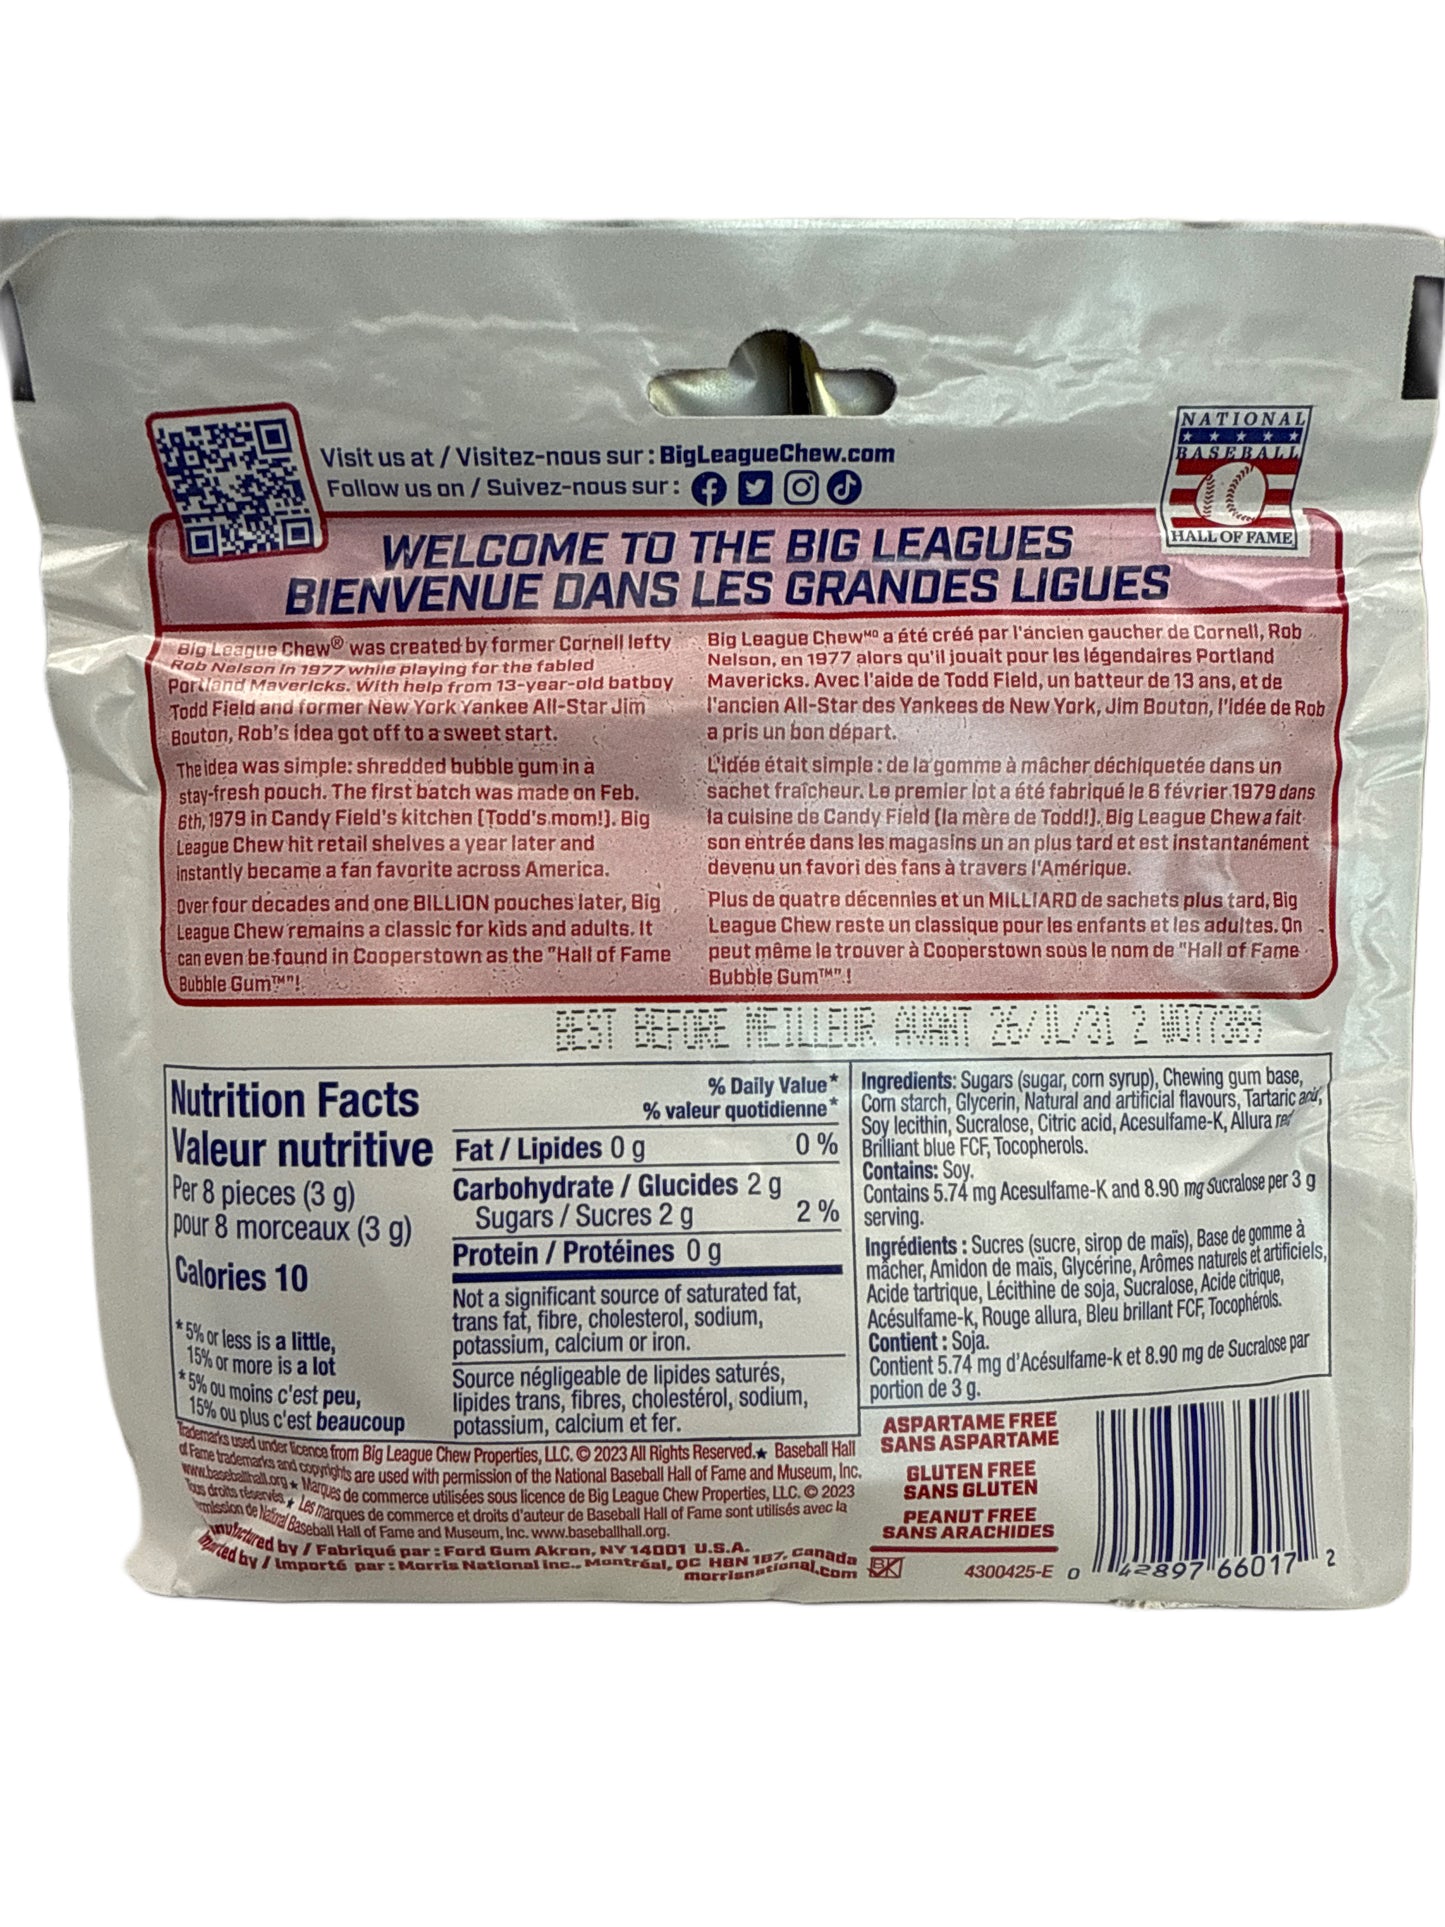 NATIONAL
BASEBALL
HALL OF FAME
Visit us at / Visitez-nous sur : BigLeagueChew.com
Follow us on / Suivez-nous sur :
WELCOME TO THE BIG LEAGUES
BIENVENUE DANS LES GRANDES LIGUES
Big League Chew® was created by former Cornell lefty
Rob Nelson in 1977 while playing for the fabled
Portland Mavericks. With help from 13-year-old batboy
Todd Field and former New York Yankee All-Star Jim
Bouton, Rob's idea got off to a sweet start.
The idea was simple: shredded bubble gum in a
stay-fresh pouch. The first batch was made on Feb.
6th, 1979 in Candy Field's kitchen (Todd's mom!). Big
League Chew hit retail shelves a year later and
instantly became a fan favorite across America.
Over four decades and one BILLION pouches later, Big
League Chew remains a classic for kids and adults. It
can even be found in Cooperstown as the "Hall of Fame
Bubble Gum™"!
Big League Chewᴹᴰ a été créé par l'ancien gaucher de Cornell, Rob
Nelson, en 1977 alors qu'il jouait pour les légendaires Portland
Mavericks. Avec l'aide de Todd Field, un batteur de 13 ans, et de
l'ancien All-Star des Yankees de New York, Jim Bouton, l'idée de Rob
a pris un bon départ.
L'idée était simple : de la gomme à mâcher déchiquetée dans un
sachet fraîcheur. Le premier lot a été fabriqué le 6 février 1979 dans
la cuisine de Candy Field (la mère de Todd!). Big League Chew a fait
son entrée dans les magasins un an plus tard et est instantanément
devenu un favori des fans à travers l'Amérique.
Plus de quatre décennies et un MILLIARD de sachets plus tard, Big
League Chew reste un classique pour les enfants et les adultes. On
peut même le trouver à Cooperstown sous le nom de "Hall of Fame
Bubble Gum™"!
BEST BEFORE MEILLEUR AVANT 26/JL/31 2 W077389
Nutrition Facts
Valeur nutritive
Per 8 pieces (3 g)
pour 8 morceaux (3 g)
Calories 10
*5% or less is a little,
15% or more is a lot
*5% ou moins c'est peu,
15% ou plus c'est beaucoup
% Daily Value*
% valeur quotidienne*
Fat / Lipides 0 g 0 %
Carbohydrate / Glucides 2 g
Sugars / Sucres 2 g 2 %
Protein / Protéines 0 g
Not a significant source of saturated fat,
trans fat, fibre, cholesterol, sodium,
potassium, calcium or iron.
Source négligeable de lipides saturés,
lipides trans, fibres, cholestérol, sodium,
potassium, calcium et fer.
Ingredients: Sugars (sugar, corn syrup), Chewing gum base,
Corn starch, Glycerin, Natural and artificial flavours, Tartaric acid,
Soy lecithin, Sucralose, Citric acid, Acesulfame-K, Allura red
Brilliant blue FCF, Tocopherols.
Contains: Soy.
Contains 5.74 mg Acesulfame-K and 8.90 mg Sucralose per 3 g
serving.
Ingrédients : Sucres (sucre, sirop de maïs), Base de gomme à
mâcher, Amidon de maïs, Glycérine, Arômes naturels et artificiels,
Acide tartrique, Lécithine de soja, Sucralose, Acide citrique,
Acésulfame-k, Rouge allura, Bleu brillant FCF, Tocophérols.
Contient : Soja.
Contient 5.74 mg d'Acésulfame-k et 8.90 mg de Sucralose par
portion de 3 g.
Trademarks used under licence from Big League Chew Properties, LLC. © 2023 All Rights Reserved.★ Baseball Hall
of Fame trademarks and copyrights are used with permission of the National Baseball Hall of Fame and Museum, Inc.
www.baseballhall.org ★ Marques de commerce utilisées sous licence de Big League Chew Properties, LLC. © 2023
Tous droits réservés. ★ Les marques de commerce et droits d'auteur de Baseball Hall of Fame sont utilisés avec la
permission de National Baseball Hall of Fame and Museum, Inc. www.baseballhall.org.
Manufactured by / Fabriqué par : Ford Gum Akron, NY 14001 U.S.A.
Imported by / Importé par : Morris National Inc., Montréal, QC H8N 1B7, Canada
morrisnational.com
ASPARTAME FREE
SANS ASPARTAME
GLUTEN FREE
SANS GLUTEN
PEANUT FREE
SANS ARACHIDES
BK
4300425-E
0 42897 66017 2